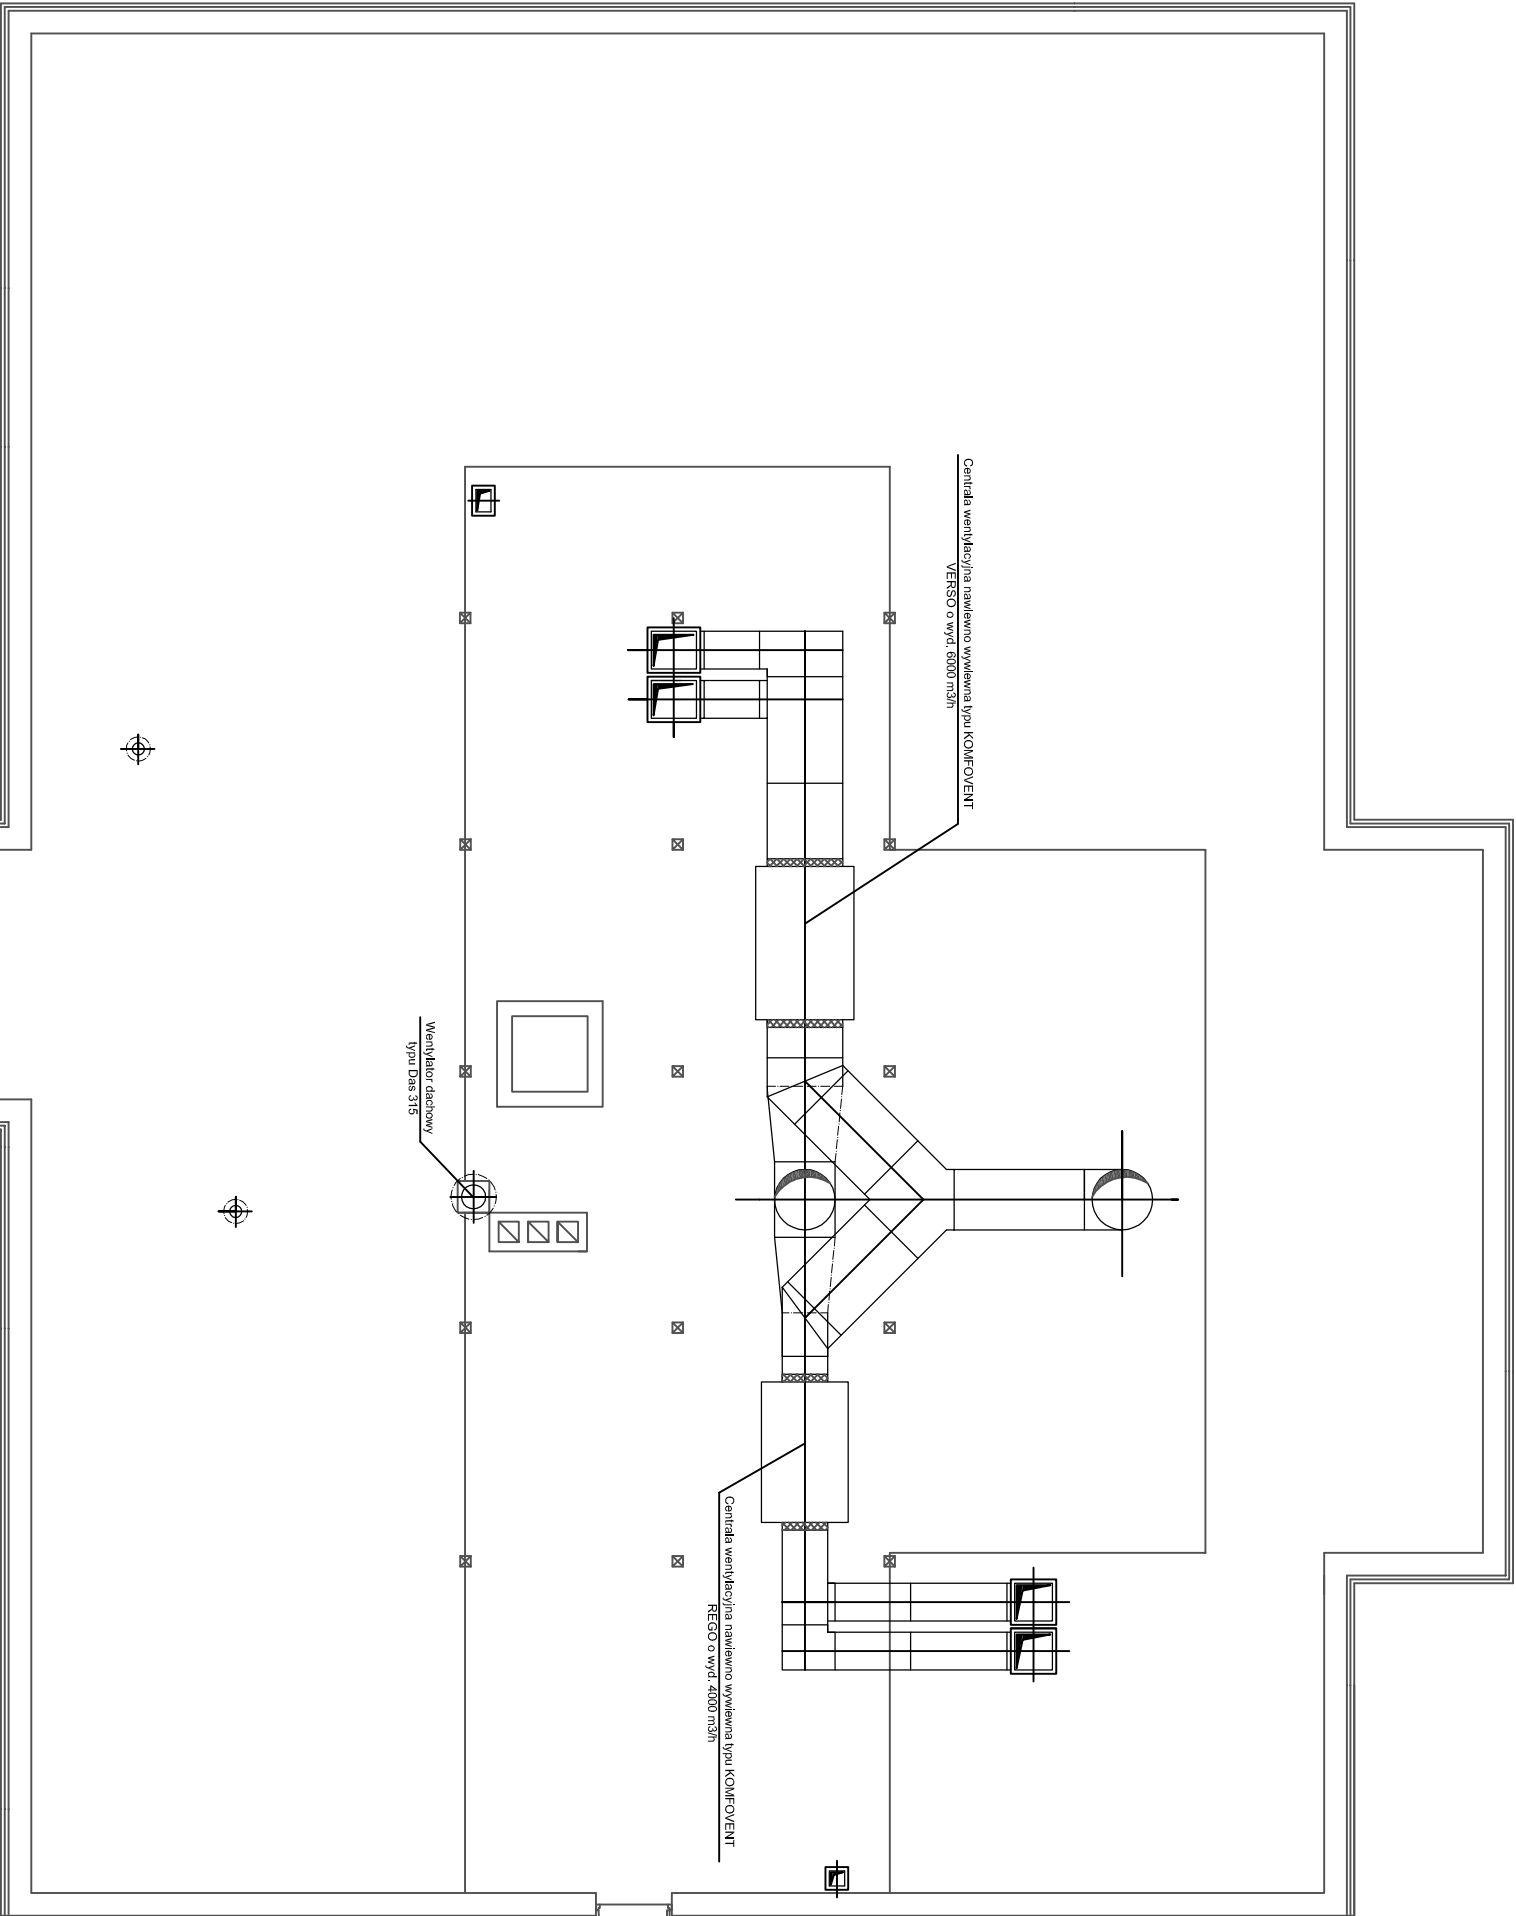 Centrala wentylacyjna nawiewno wywiewna typu KOMFOVENT
VERSO o wyd. 6000 m3/h
Wentylator dachowy
typu Das 315
Centrala wentylacyjna nawiewno wywiewna typu KOMFOVENT
REGO o wyd. 4000 m3/h